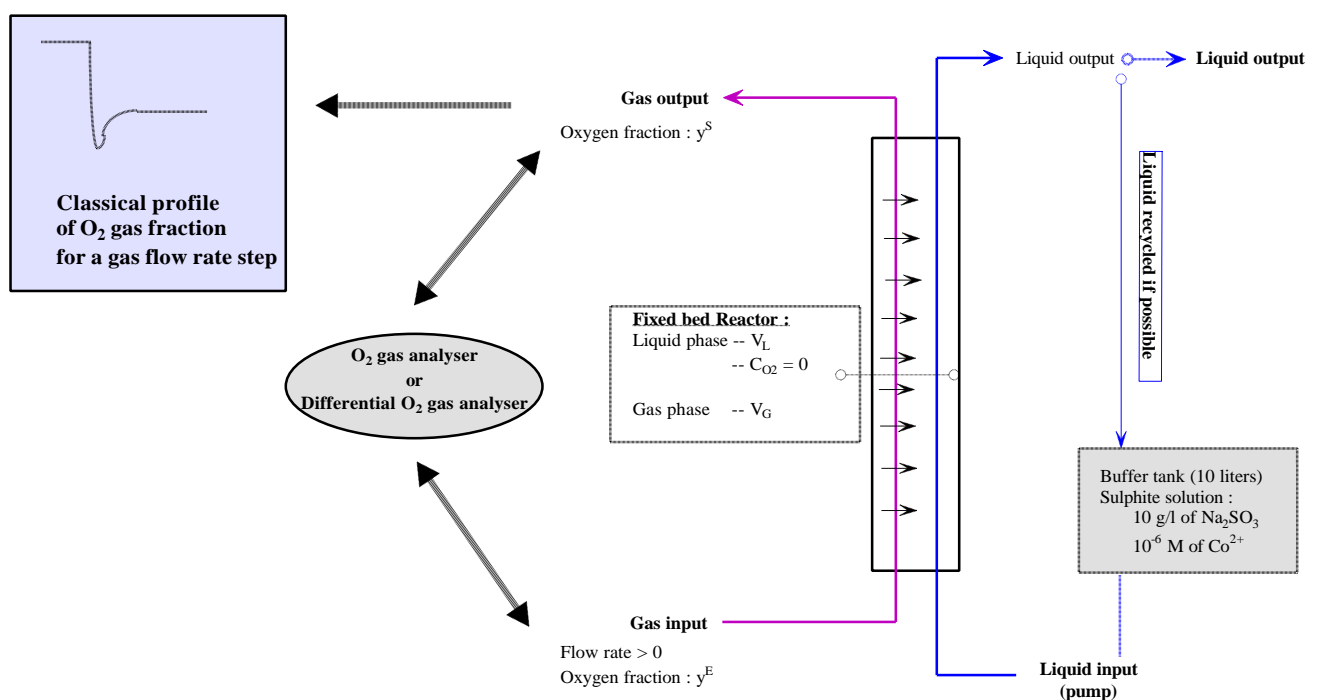 Classical profile
of O₂ gas fraction
for a gas flow rate step
Gas output
Oxygen fraction : yˢ
O₂ gas analyser
or
Differential O₂ gas analyser
Fixed bed Reactor :
Liquid phase -- V_L
-- C_O2 = 0
Gas phase -- V_G
Gas input
Flow rate > 0
Oxygen fraction : yᴱ
Liquid output
Liquid output
Liquid recycled if possible
Buffer tank (10 liters)
Sulphite solution :
10 g/l of Na₂SO₃
10⁻⁶ M of Co²⁺
Liquid input
(pump)